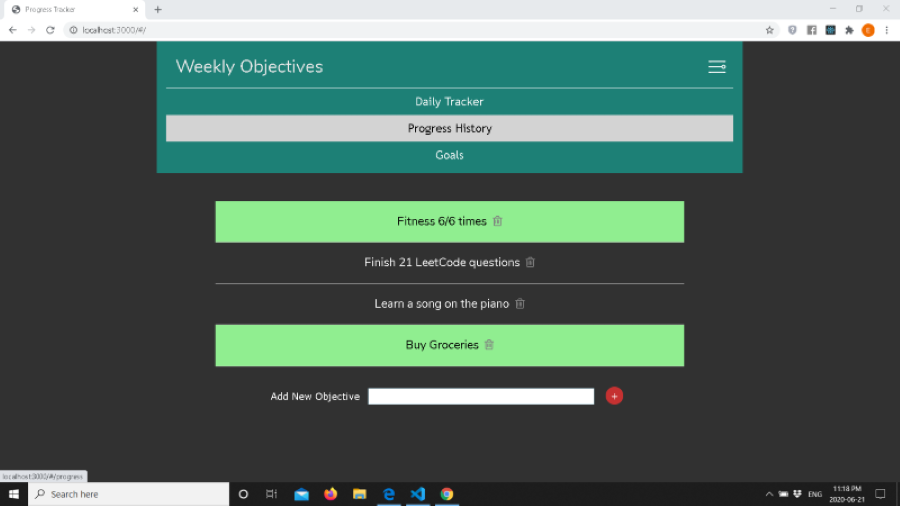 Progress Tracker
localhost:3000/#/
E
Weekly Objectives
Daily Tracker
Progress History
Goals
Fitness 6/6 times
Finish 21 LeetCode questions
Learn a song on the piano
Buy Groceries
Add New Objective
+
localhost:3000/#/progress
Search here
ENG
11:18 PM
2020-06-21